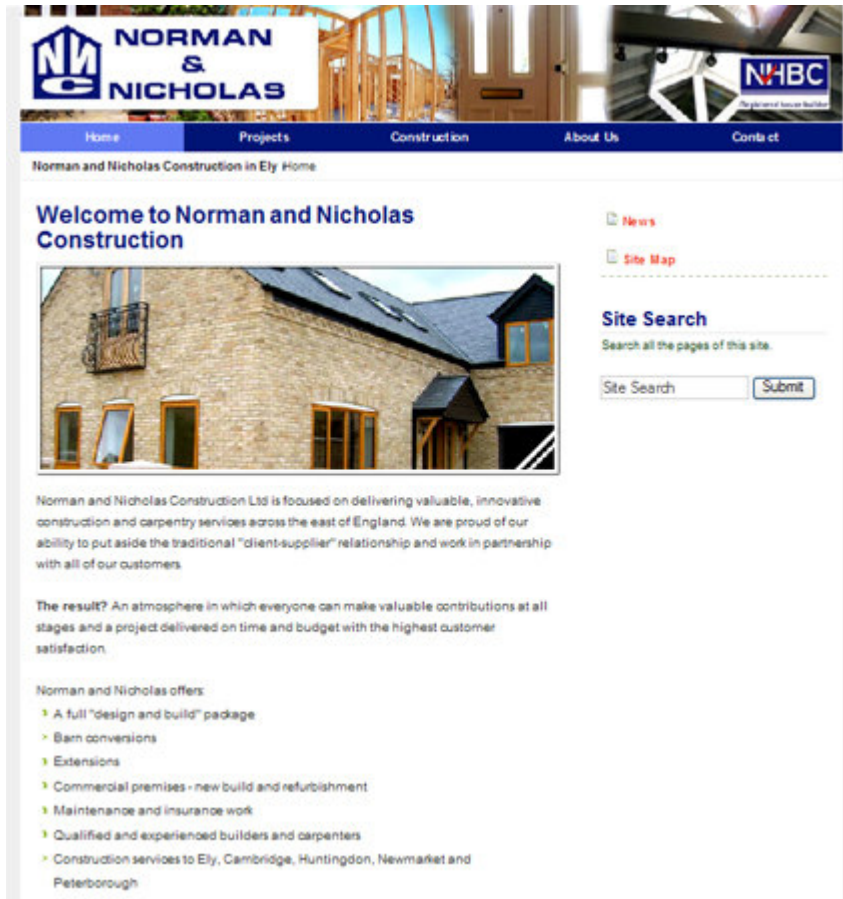 NORMAN
&
NICHOLAS
NNC
NHBC
Registered house builder
Home Projects Construction About Us Contact
Norman and Nicholas Construction in Ely Home
Welcome to Norman and Nicholas
Construction
News
Site Map
Site Search
Search all the pages of this site.
Site Search Submit
Norman and Nicholas Construction Ltd is focused on delivering valuable, innovative
construction and carpentry services across the east of England. We are proud of our
ability to put aside the traditional "client-supplier" relationship and work in partnership
with all of our customers
The result? An atmosphere in which everyone can make valuable contributions at all
stages and a project delivered on time and budget with the highest customer
satisfaction.
Norman and Nicholas offers:
A full "design and build" package
Barn conversions
Extensions
Commercial premises - new build and refurbishment
Maintenance and insurance work
Qualified and experienced builders and carpenters
Construction services to Ely, Cambridge, Huntingdon, Newmarket and
Peterborough